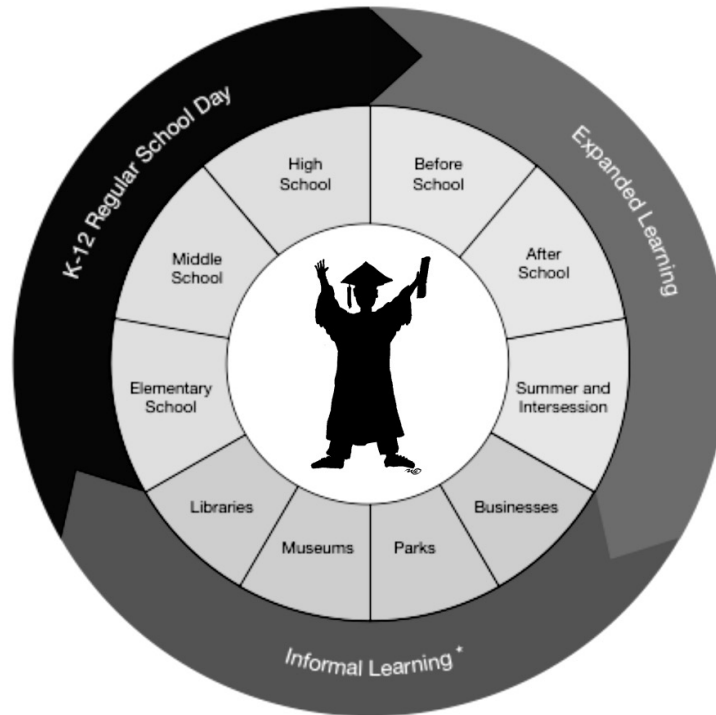 K-12 Regular School Day
Expanded Learning
Informal Learning *
High
School
Before
School
Middle
School
After
School
Elementary
School
Summer and
Intersession
Libraries
Businesses
Museums
Parks